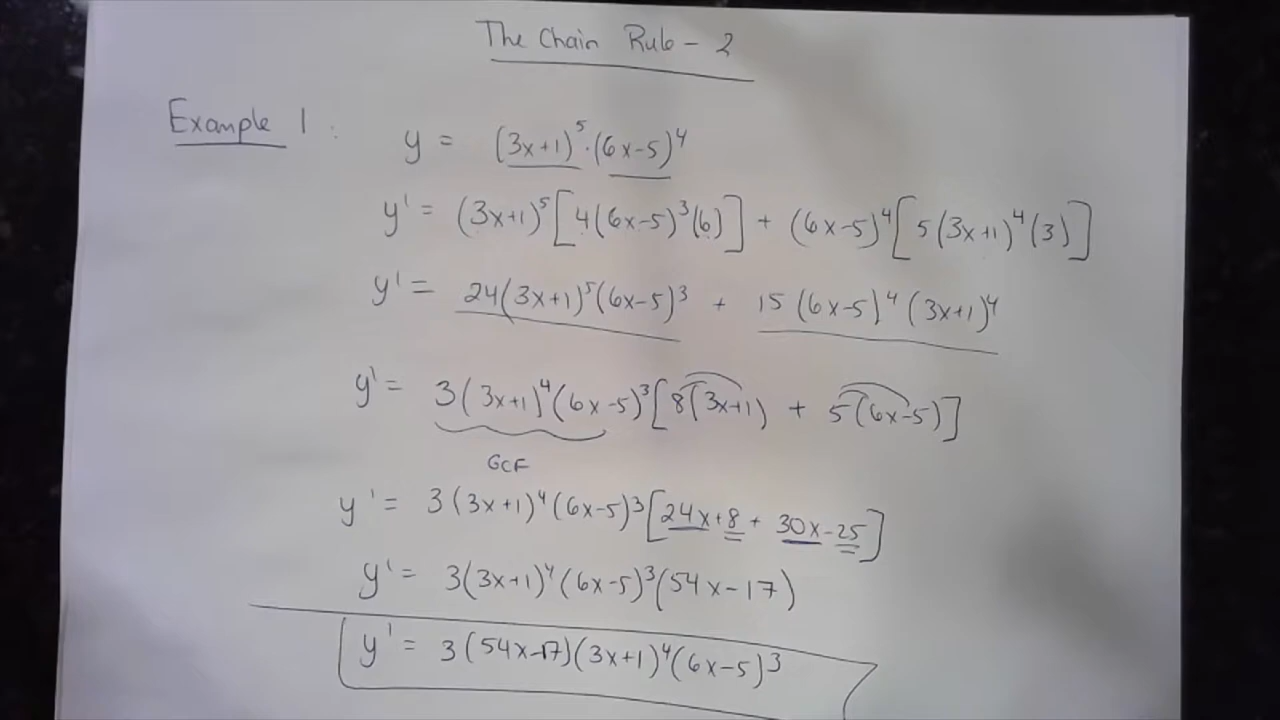 The Chain Rule - 2
Example 1 :
y = (3x+1)⁵·(6x-5)⁴
y' = (3x+1)⁵[4(6x-5)³(6)] + (6x-5)⁴[5(3x+1)⁴(3)]
y' = 24(3x+1)⁵(6x-5)³ + 15(6x-5)⁴(3x+1)⁴
y' = 3(3x+1)⁴(6x-5)³[8(3x+1) + 5(6x-5)]
GCF
y' = 3(3x+1)⁴(6x-5)³[24x+8 + 30x-25]
y' = 3(3x+1)⁴(6x-5)³(54x-17)
y' = 3(54x-17)(3x+1)⁴(6x-5)³